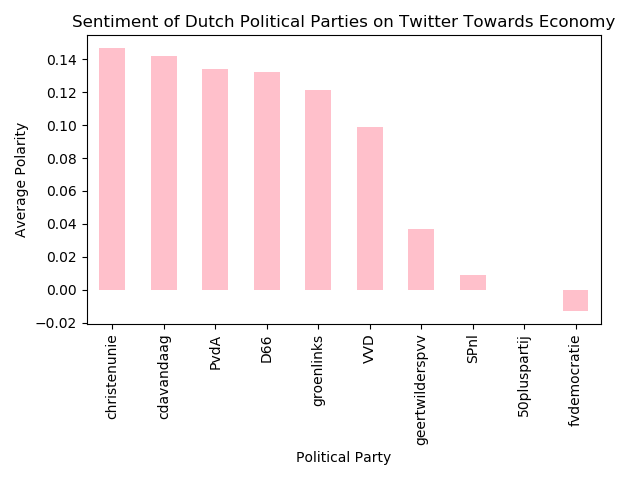 Sentiment of Dutch Political Parties on Twitter Towards Economy
Average Polarity
0.14
0.12
0.10
0.08
0.06
0.04
0.02
0.00
−0.02
christenunie
cdavandaag
PvdA
D66
groenlinks
VVD
geertwilderspvv
SPnl
50pluspartij
fvdemocratie
Political Party